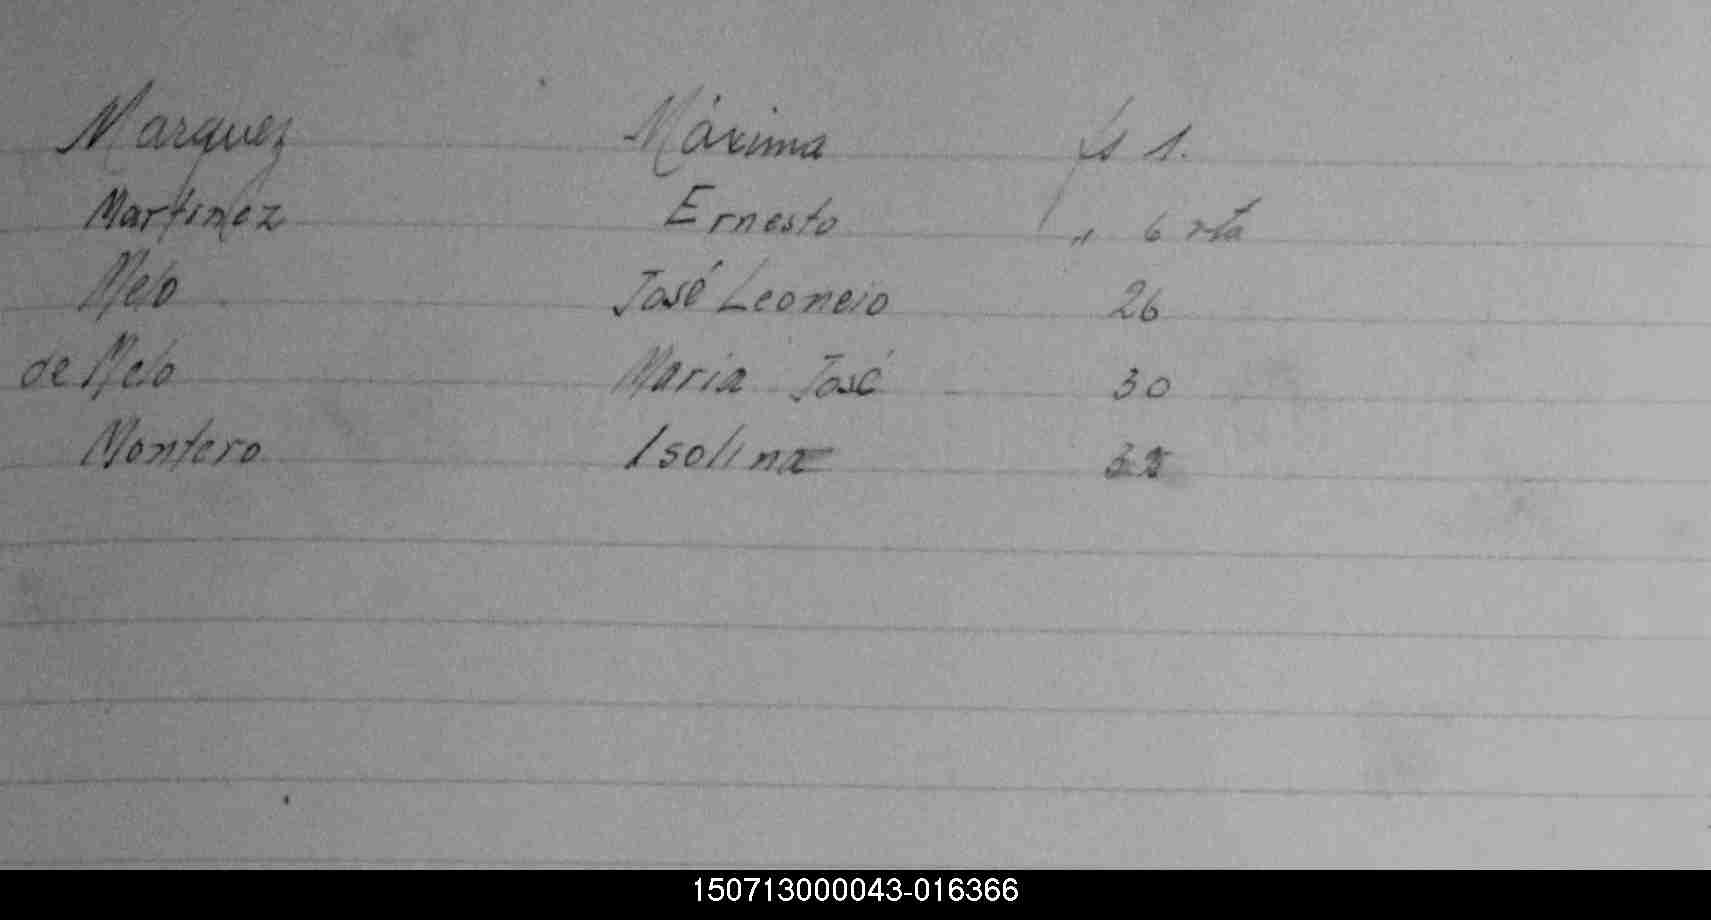 Marquez Máxima fs 1.
Martinez Ernesto " 6 vta
Melo José Leoncio 26
de Melo Maria José 30
Montero Isolina
150713000043-016366